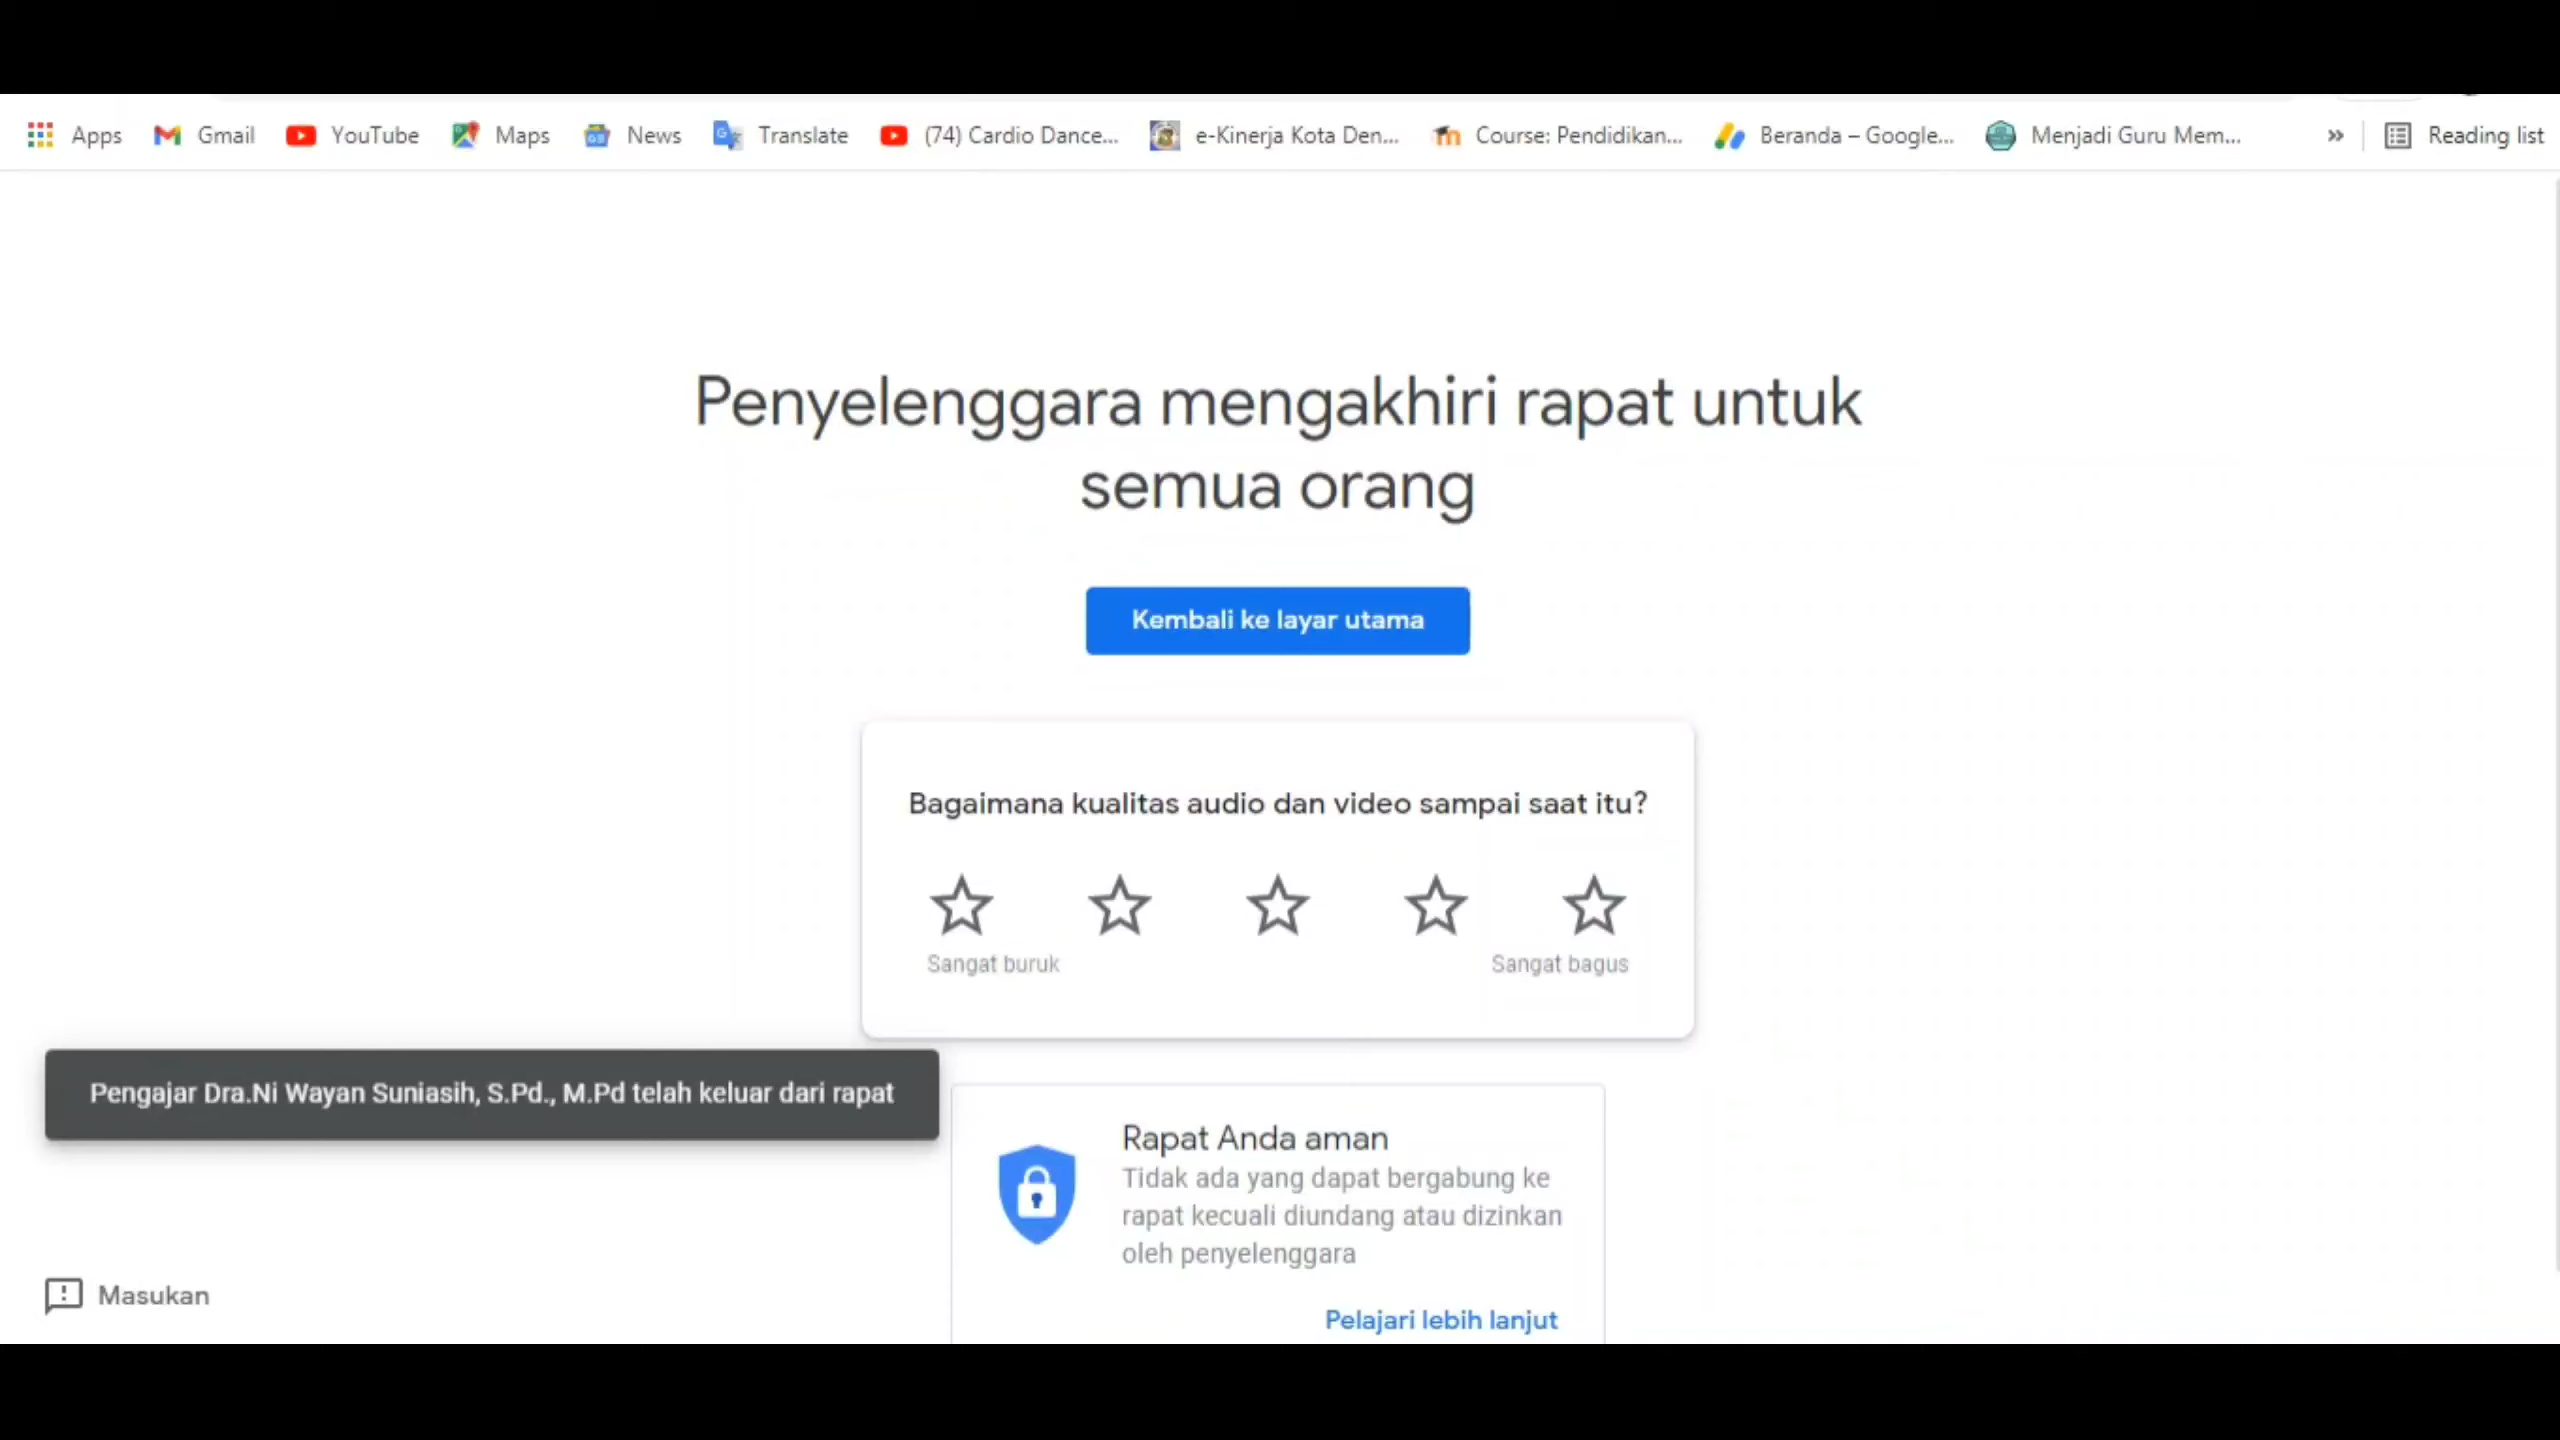 Apps Gmail YouTube Maps News Translate (74) Cardio Dance... e-Kinerja Kota Den... Course: Pendidikan... Beranda – Google... Menjadi Guru Mem... » Reading list
Penyelenggara mengakhiri rapat untuk
semua orang
Kembali ke layar utama
Bagaimana kualitas audio dan video sampai saat itu?
Sangat buruk Sangat bagus
Pengajar Dra.Ni Wayan Suniasih, S.Pd., M.Pd telah keluar dari rapat
Rapat Anda aman
Tidak ada yang dapat bergabung ke
rapat kecuali diundang atau dizinkan
oleh penyelenggara
Pelajari lebih lanjut
Masukan